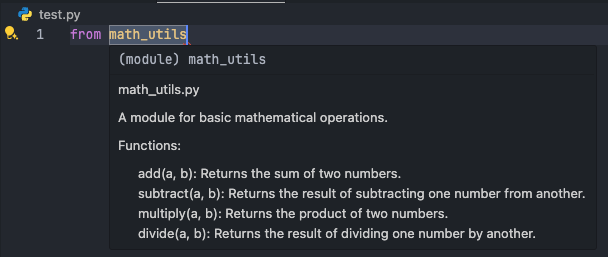 test.py
1 from math_utils
(module) math_utils
math_utils.py
A module for basic mathematical operations.
Functions:
add(a, b): Returns the sum of two numbers.
subtract(a, b): Returns the result of subtracting one number from another.
multiply(a, b): Returns the product of two numbers.
divide(a, b): Returns the result of dividing one number by another.